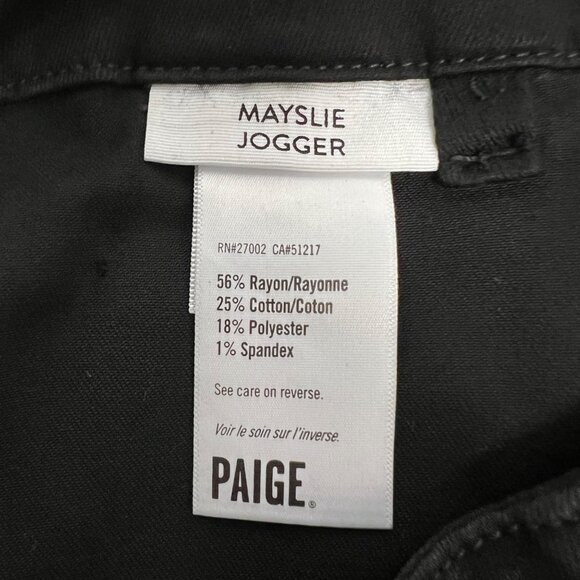 MAYSLIE
JOGGER
RN#27002 CA#51217
56% Rayon/Rayonne
25% Cotton/Coton
18% Polyester
1% Spandex
See care on reverse.
Voir le soin sur l'inverse.
PAIGE®